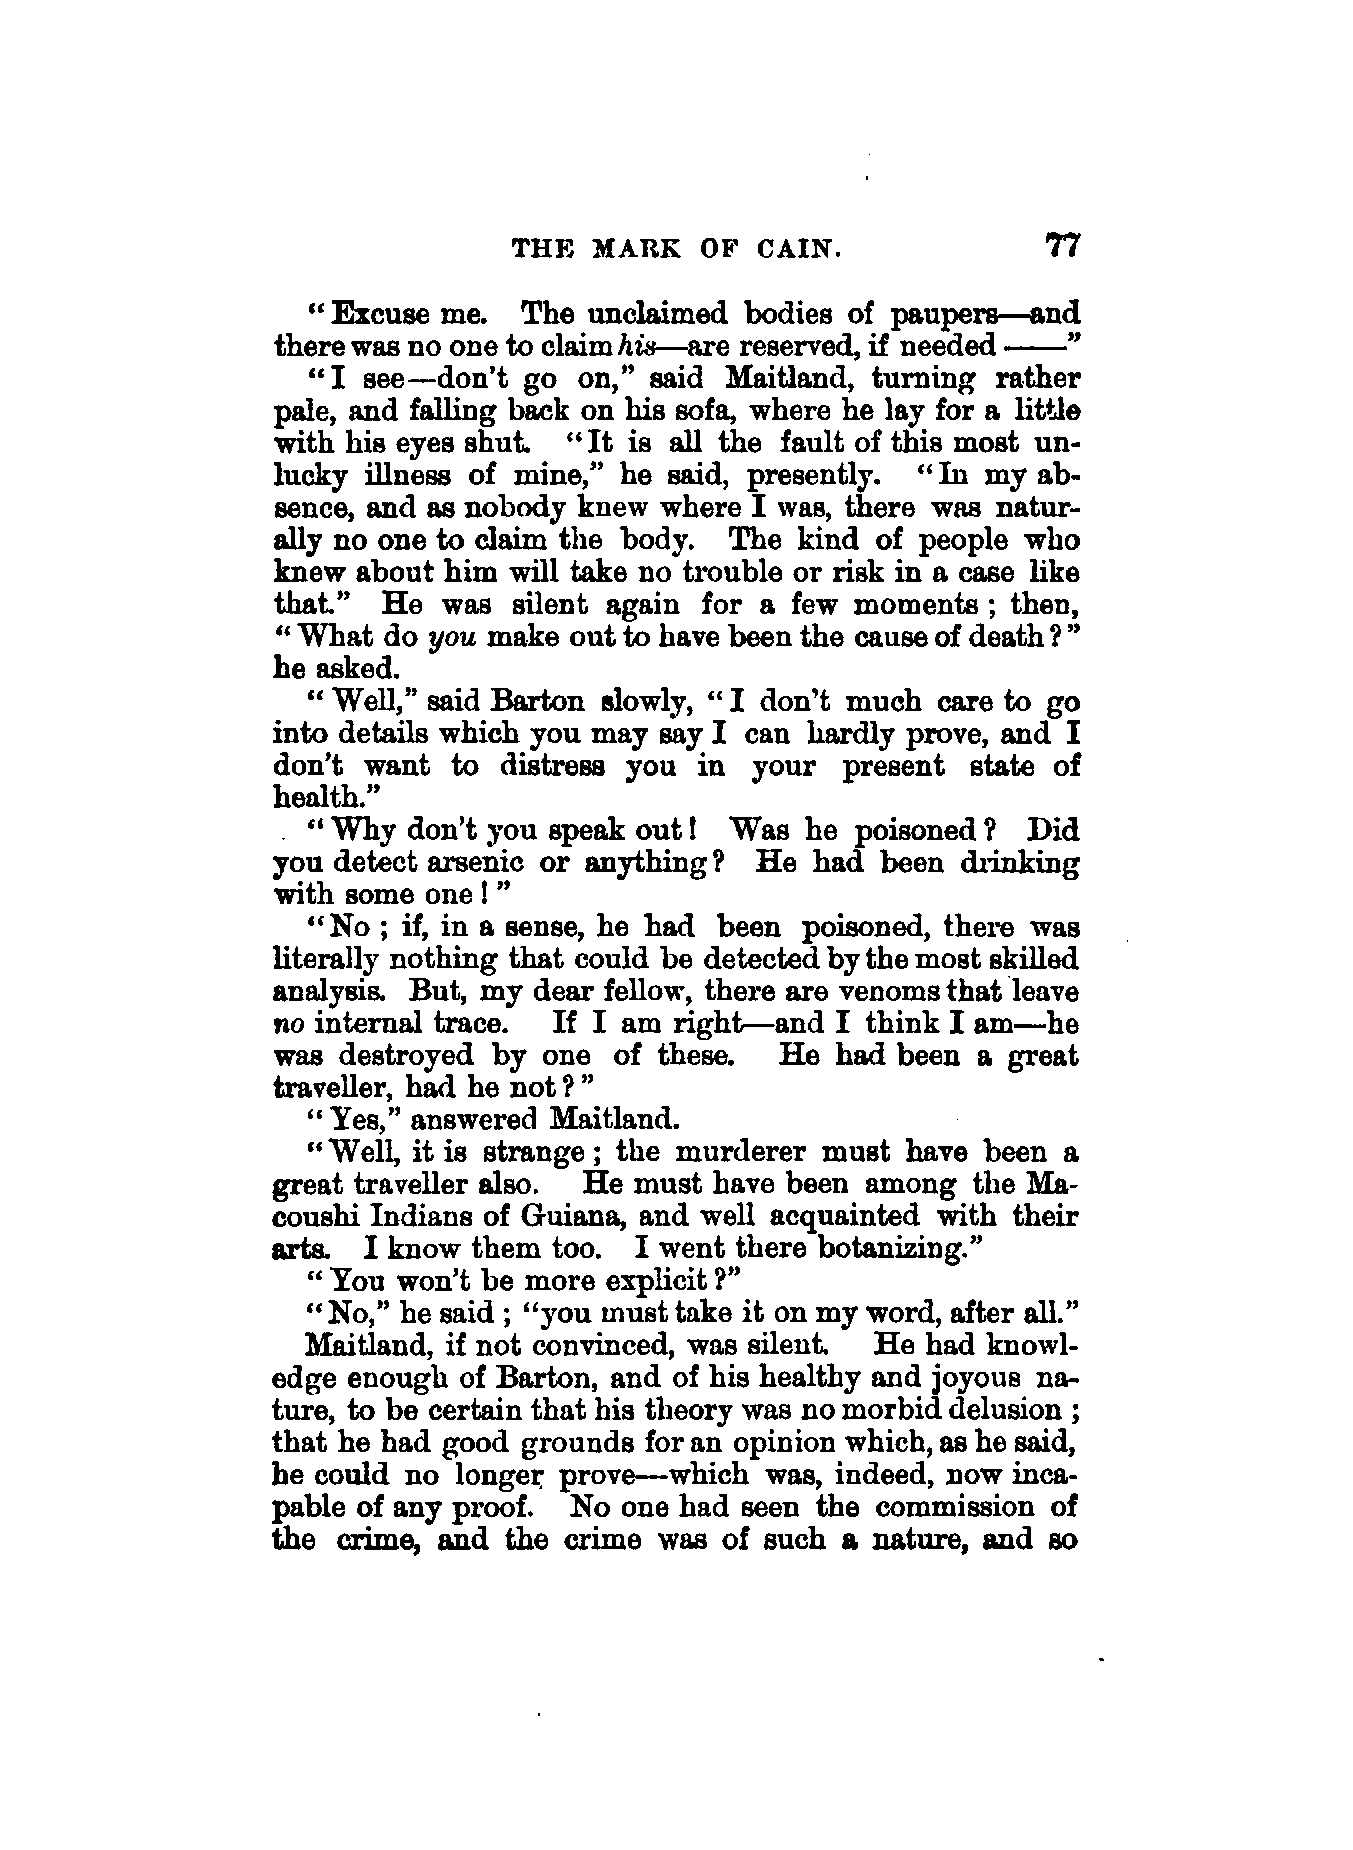 THE MARK OF CAIN. 77
"Excuse me. The unclaimed bodies of paupers—and
there was no one to claim his—are reserved, if needed ——"
"I see—don't go on," said Maitland, turning rather
pale, and falling back on his sofa, where he lay for a little
with his eyes shut. "It is all the fault of this most un-
lucky illness of mine," he said, presently. "In my ab-
sence, and as nobody knew where I was, there was natur-
ally no one to claim the body. The kind of people who
knew about him will take no trouble or risk in a case like
that." He was silent again for a few moments; then,
"What do you make out to have been the cause of death?"
he asked.
"Well," said Barton slowly, "I don't much care to go
into details which you may say I can hardly prove, and I
don't want to distress you in your present state of
health."
"Why don't you speak out! Was he poisoned? Did
you detect arsenic or anything? He had been drinking
with some one!"
"No; if, in a sense, he had been poisoned, there was
literally nothing that could be detected by the most skilled
analysis. But, my dear fellow, there are venoms that leave
no internal trace. If I am right—and I think I am—he
was destroyed by one of these. He had been a great
traveller, had he not?"
"Yes," answered Maitland.
"Well, it is strange; the murderer must have been a
great traveller also. He must have been among the Ma-
coushi Indians of Guiana, and well acquainted with their
arts. I know them too. I went there botanizing."
"You won't be more explicit?"
"No," he said; "you must take it on my word, after all."
Maitland, if not convinced, was silent. He had knowl-
edge enough of Barton, and of his healthy and joyous na-
ture, to be certain that his theory was no morbid delusion;
that he had good grounds for an opinion which, as he said,
he could no longer prove—which was, indeed, now inca-
pable of any proof. No one had seen the commission of
the crime, and the crime was of such a nature, and so